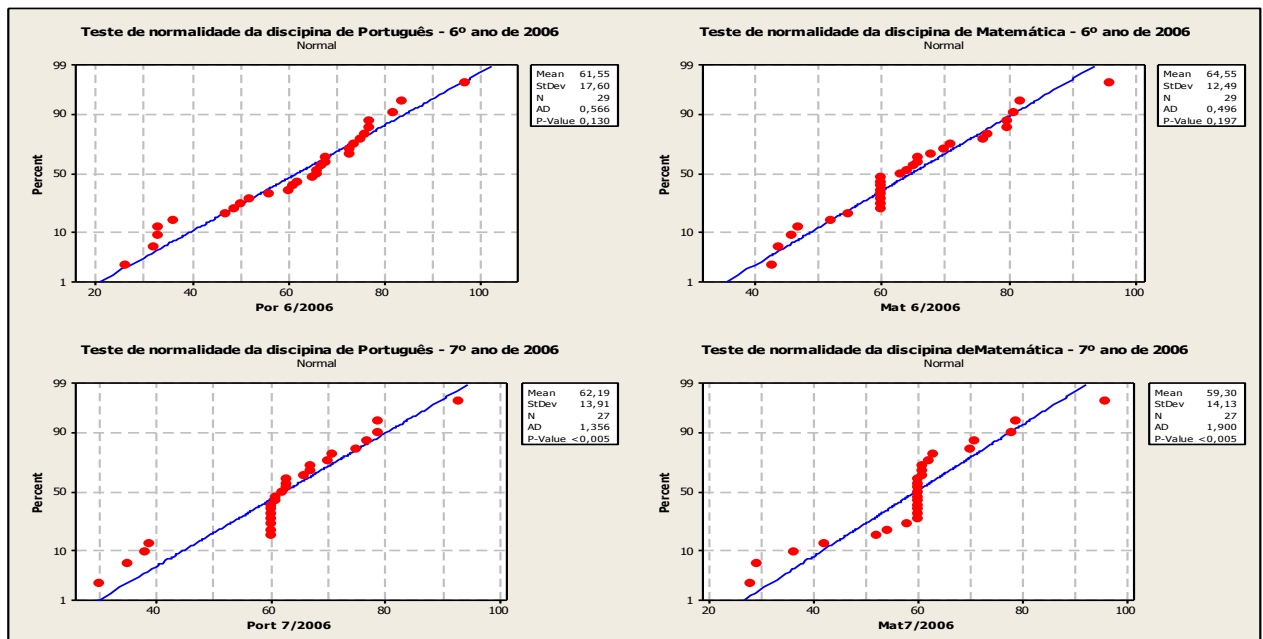 Teste de normalidade da discipina de Português - 6º ano de 2006
Normal
99
90
50
10
1
Percent
20 40 60 80 100
Por 6/2006
Mean 61,55
StDev 17,60
N 29
AD 0,566
P-Value 0,130
Teste de normalidade da discipina de Matemática - 6º ano de 2006
Normal
99
90
50
10
1
Percent
40 60 80 100
Mat 6/2006
Mean 64,55
StDev 12,49
N 29
AD 0,496
P-Value 0,197
Teste de normalidade da discipina de Português - 7º ano de 2006
Normal
99
90
50
10
1
Percent
40 60 80 100
Port 7/2006
Mean 62,19
StDev 13,91
N 27
AD 1,356
P-Value <0,005
Teste de normalidade da discipina deMatemática - 7º ano de 2006
Normal
99
90
50
10
1
Percent
20 40 60 80 100
Mat7/2006
Mean 59,30
StDev 14,13
N 27
AD 1,900
P-Value <0,005